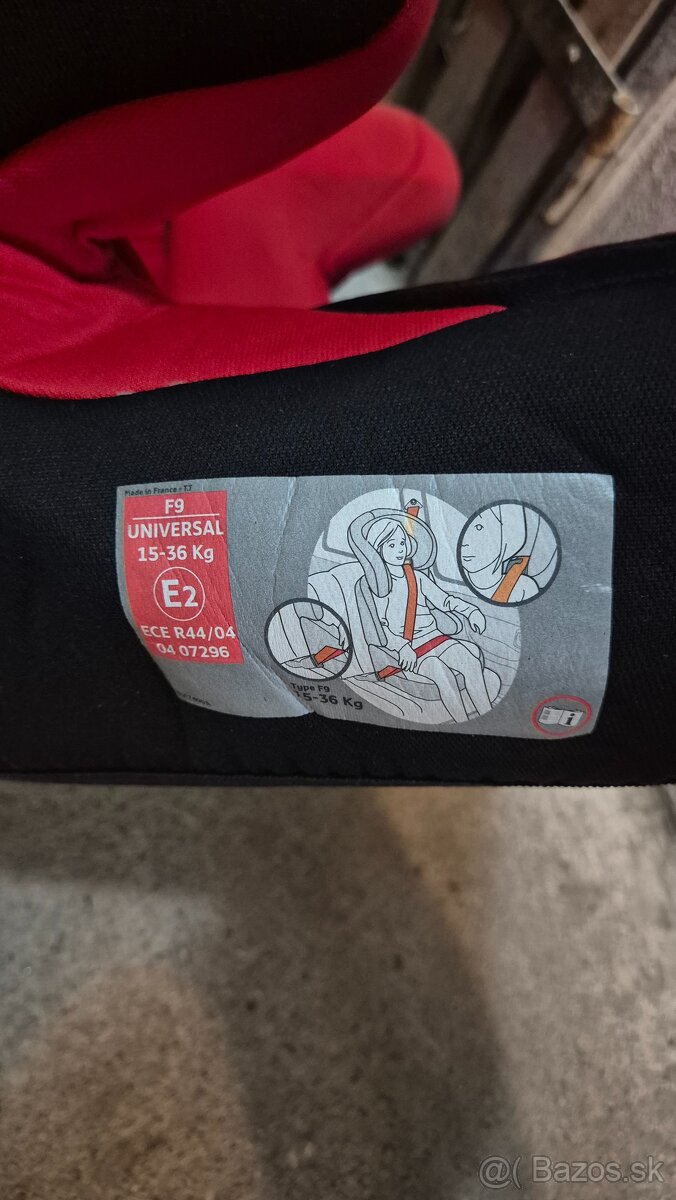 Made in France - T.T
F9
UNIVERSAL
15-36 Kg
E2
ECE R44/04
04 07296
Type F9
15-36 Kg
i
@( Bazos.sk